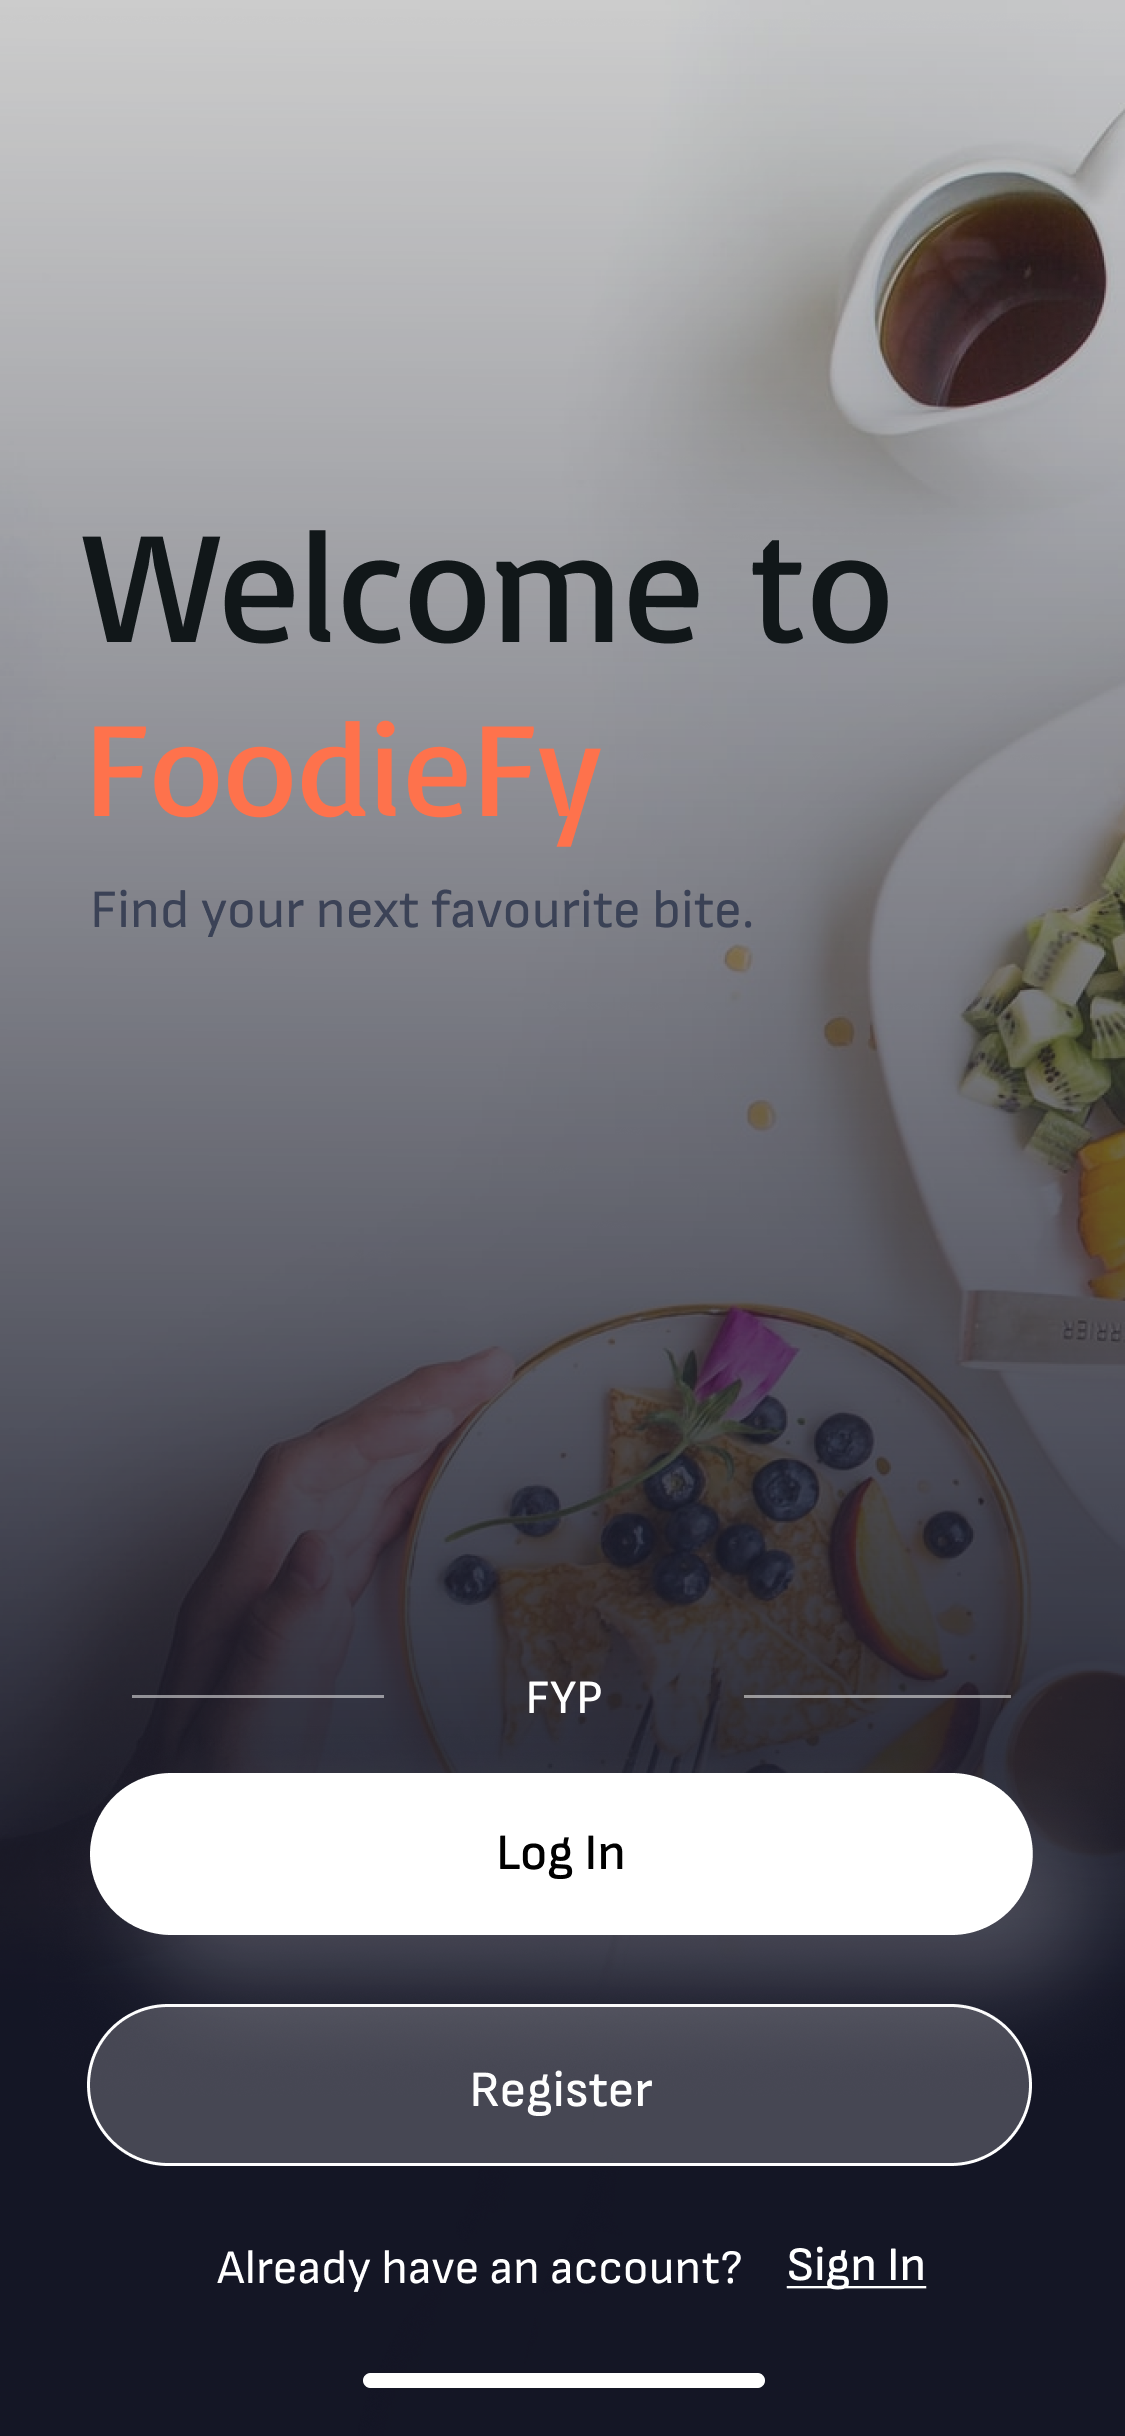 Welcome to
FoodieFy
Find your next favourite bite.
FYP
Log In
Register
Already have an account? Sign In